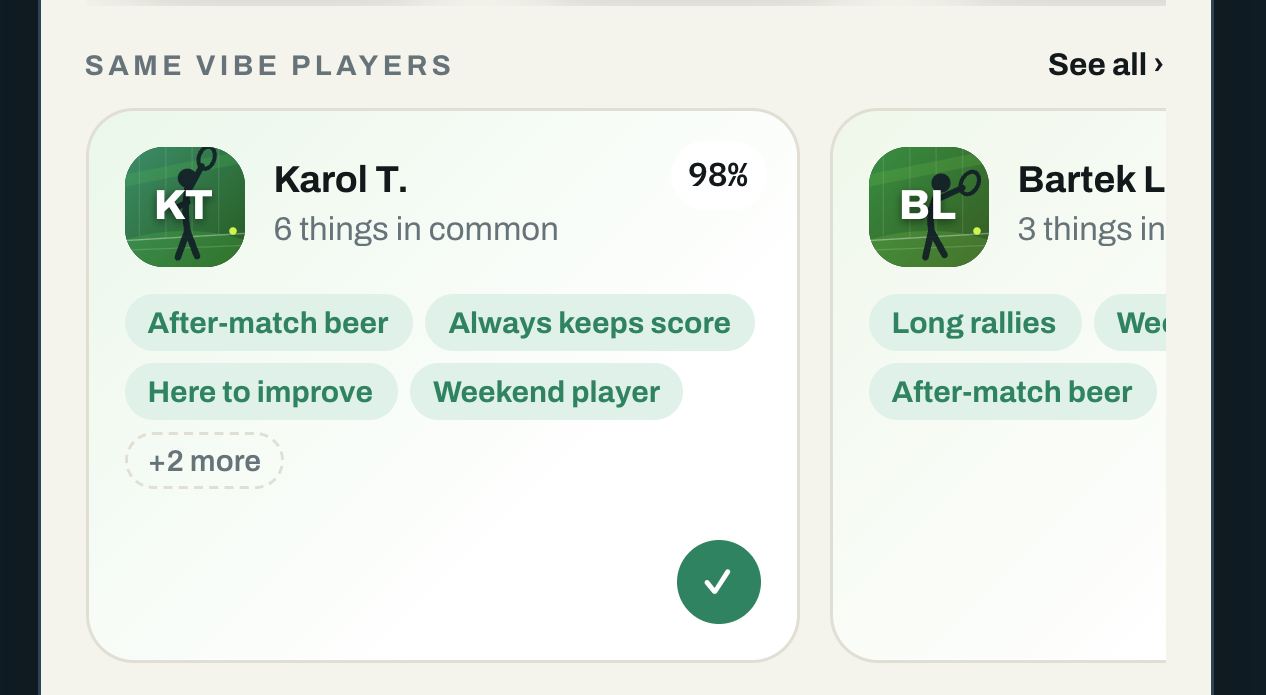 SAME VIBE PLAYERS
See all ›
KT
Karol T.
98%
6 things in common
After-match beer
Always keeps score
Here to improve
Weekend player
+2 more
BL
Bartek L
3 things in
Long rallies
After-match beer